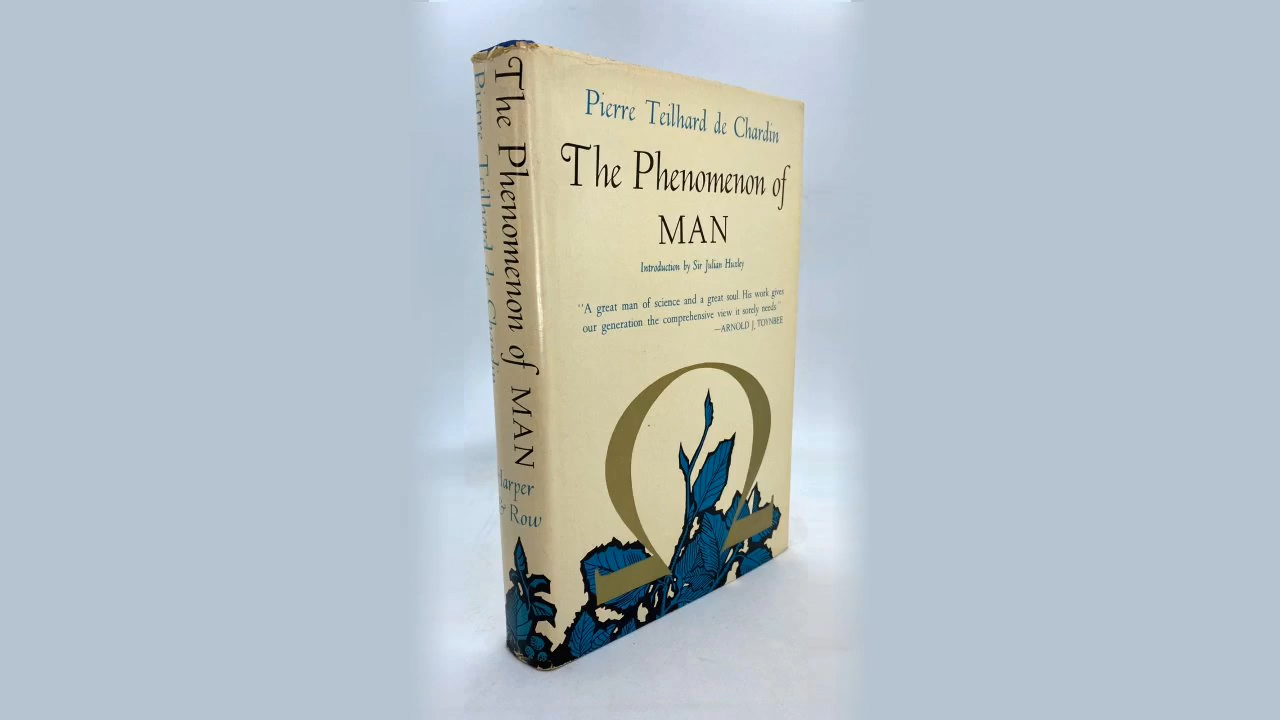 Pierre Teilhard de Chardin
The Phenomenon of
MAN
Introduction by Sir Julian Huxley
"A great man of science and a great soul. His work gives
our generation the comprehensive view it sorely needs"
—ARNOLD J. TOYNBEE
Ω
The Phenomenon of MAN
Pierre Teilhard de Chardin
Harper
& Row